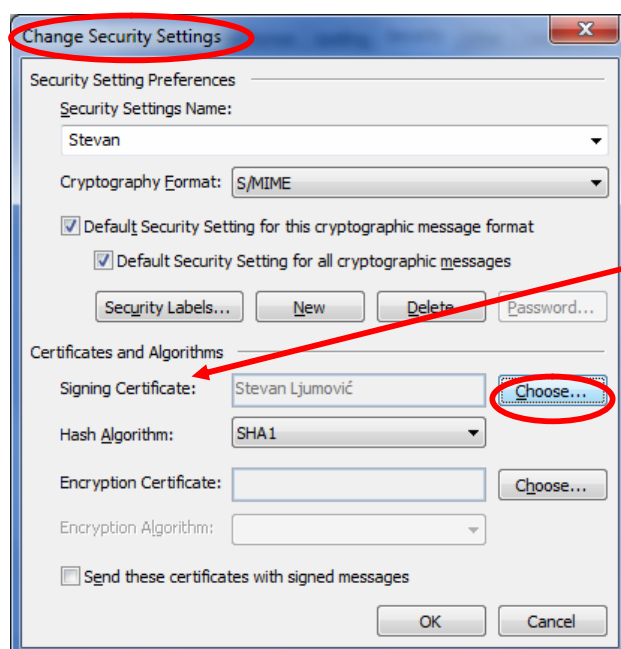 Change Security Settings
Security Setting Preferences
Security Settings Name:
Stevan
Cryptography Format: S/MIME
Default Security Setting for this cryptographic message format
Default Security Setting for all cryptographic messages
Security Labels... New Delete Password...
Certificates and Algorithms
Signing Certificate: Stevan Ljumović Choose...
Hash Algorithm: SHA1
Encryption Certificate: Choose...
Encryption Algorithm:
Send these certificates with signed messages
OK Cancel